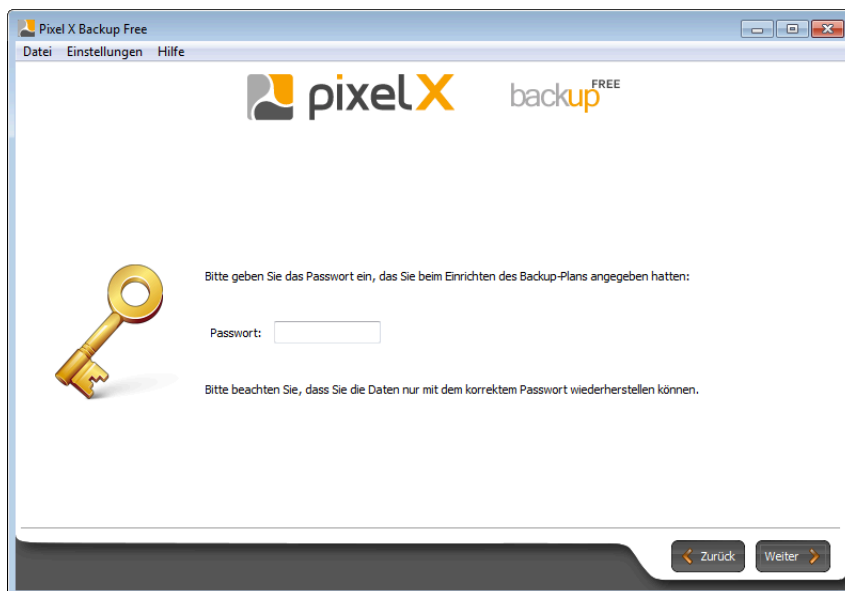 Pixel X Backup Free
Datei Einstellungen Hilfe
pixelX backup FREE
Bitte geben Sie das Passwort ein, das Sie beim Einrichten des Backup-Plans angegeben hatten:
Passwort:
Bitte beachten Sie, dass Sie die Daten nur mit dem korrektem Passwort wiederherstellen können.
Zurück Weiter